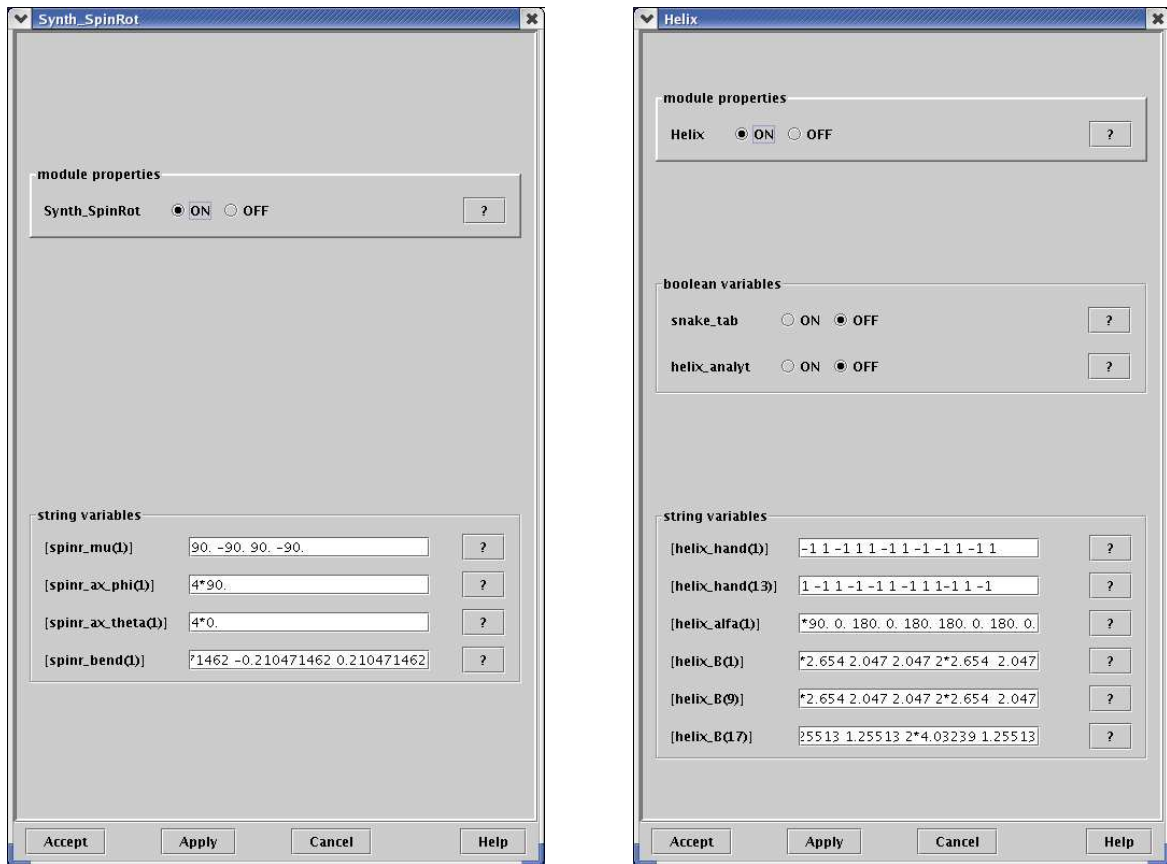 Synth_SpinRot
module properties
Synth_SpinRot ON OFF ?
string variables
[spinr_mu(1)] 90. -90. 90. -90. ?
[spinr_ax_phi(1)] 4*90. ?
[spinr_ax_theta(1)] 4*0. ?
[spinr_bend(1)] 71462 -0.210471462 0.210471462 ?
Accept Apply Cancel Help
Helix
module properties
Helix ON OFF ?
boolean variables
snake_tab ON OFF ?
helix_analyt ON OFF ?
string variables
[helix_hand(1)] -1 1 -1 1 1 -1 1 -1 -1 1 -1 1 ?
[helix_hand(13)] 1 -1 1 -1 -1 1 -1 1 1-1 1 -1 ?
[helix_alfa(1)] *90. 0. 180. 0. 180. 180. 0. 180. 0. ?
[helix_B(1)] *2.654 2.047 2.047 2*2.654 2.047 ?
[helix_B(9)] *2.654 2.047 2.047 2*2.654 2.047 ?
[helix_B(17)] 25513 1.25513 2*4.03239 1.25513 ?
Accept Apply Cancel Help